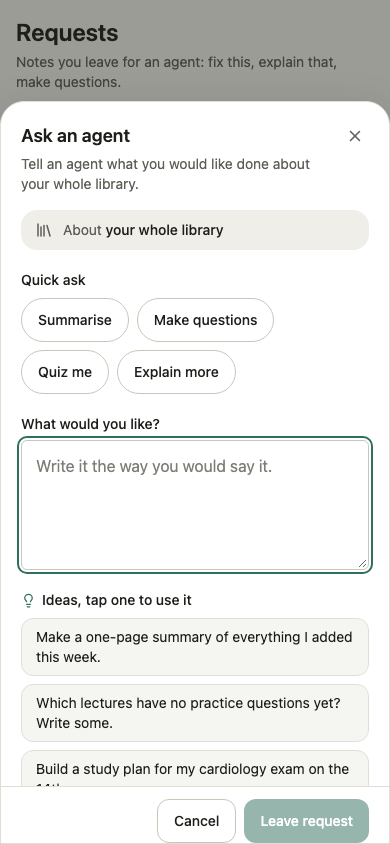 Requests
Notes you leave for an agent: fix this, explain that,
make questions.
Ask an agent
Tell an agent what you would like done about
your whole library.
About your whole library
Quick ask
Summarise
Make questions
Quiz me
Explain more
What would you like?
Write it the way you would say it.
Ideas, tap one to use it
Make a one-page summary of everything I added
this week.
Which lectures have no practice questions yet?
Write some.
Build a study plan for my cardiology exam on the
Cancel
Leave request